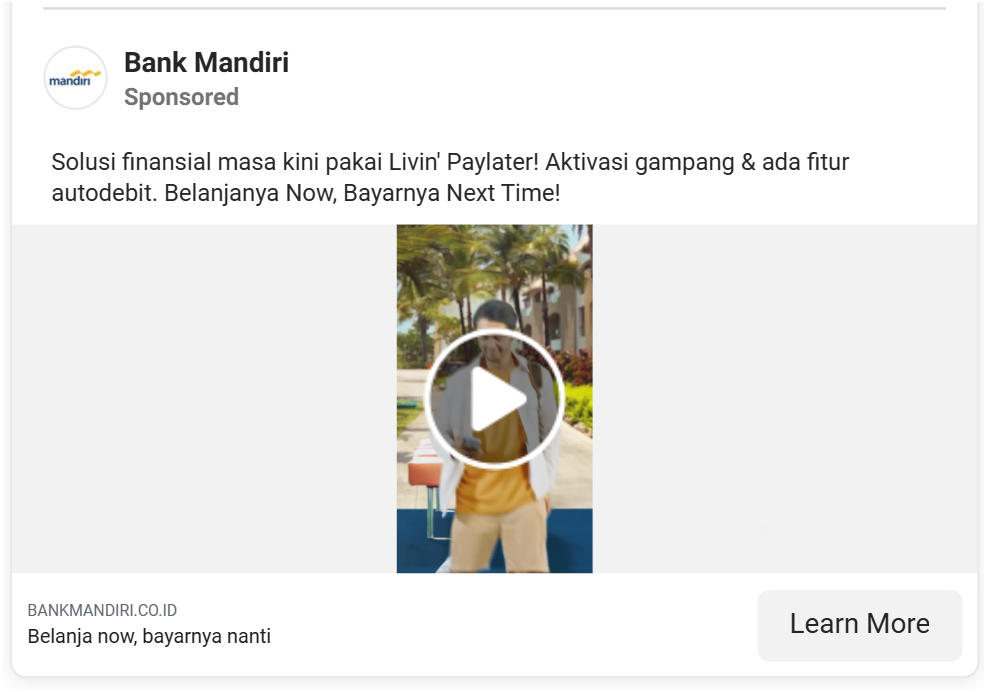 mandiri
Bank Mandiri
Sponsored
Solusi finansial masa kini pakai Livin' Paylater! Aktivasi gampang & ada fitur
autodebit. Belanjanya Now, Bayarnya Next Time!
BANKMANDIRI.CO.ID
Belanja now, bayarnya nanti
Learn More